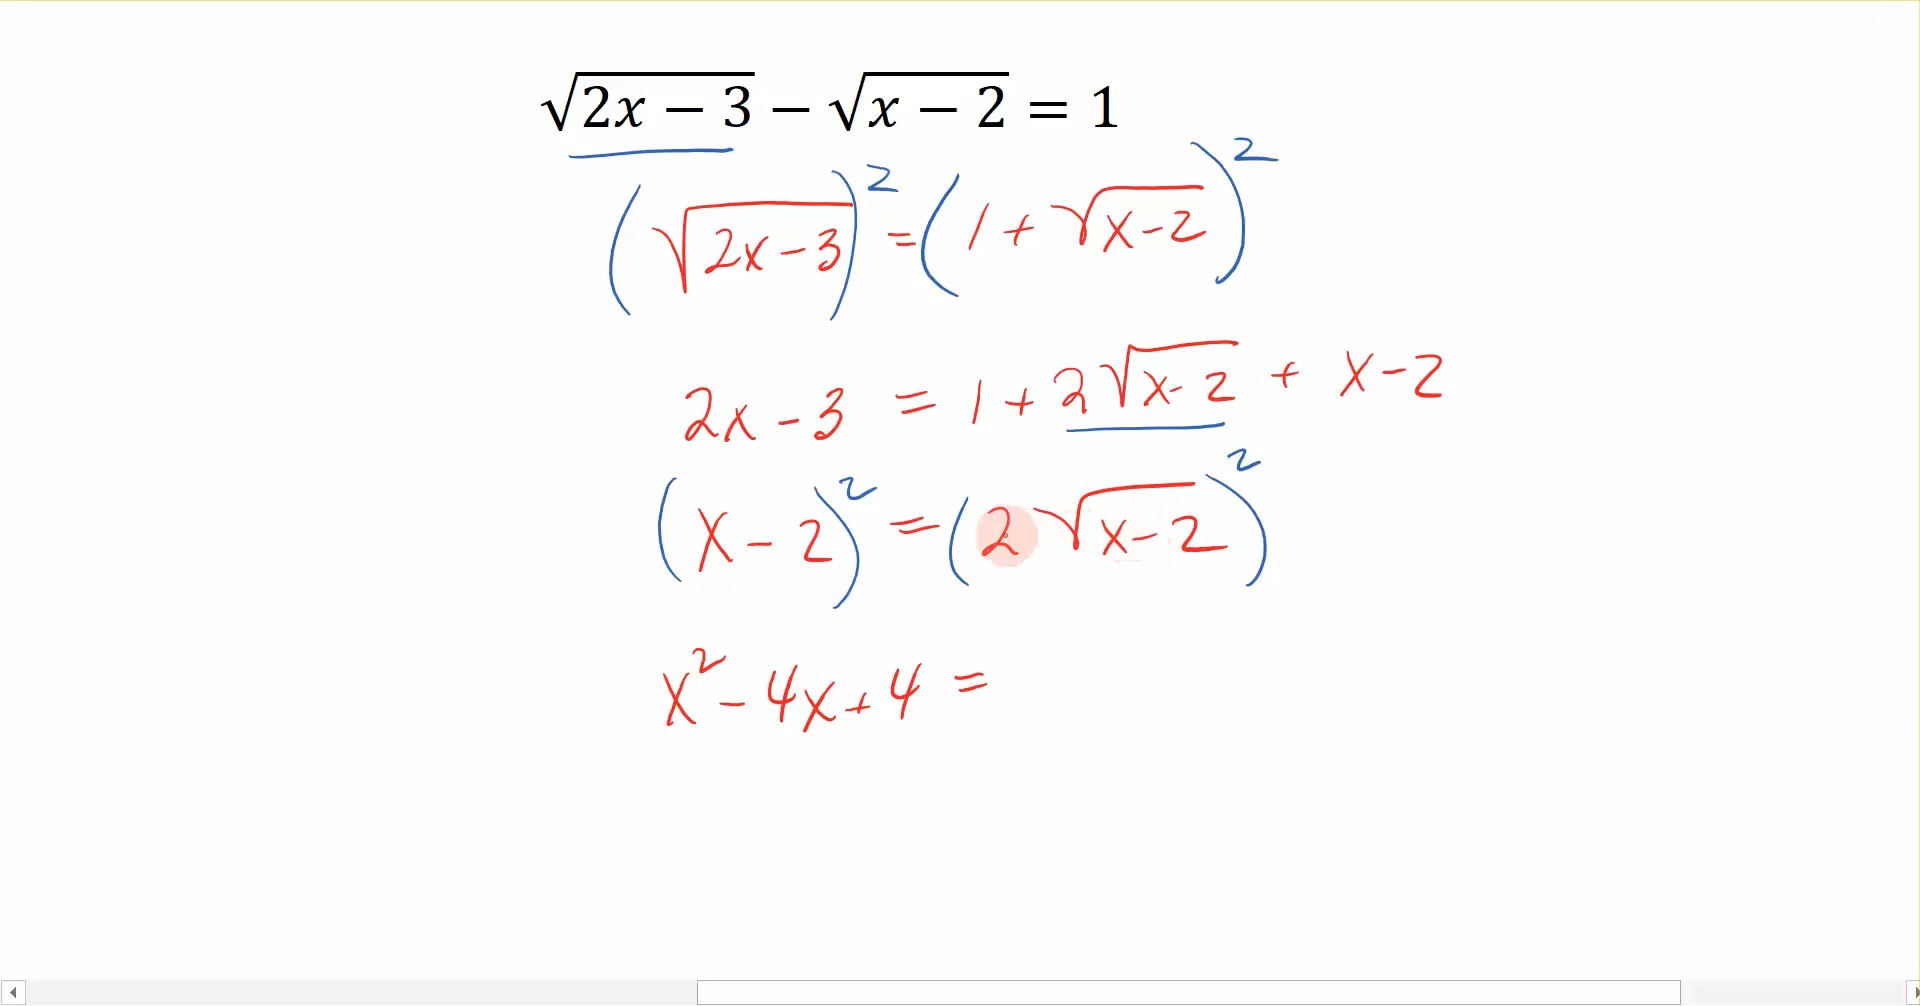 √(2x − 3) − √(x − 2) = 1
(√(2x − 3))² = (1 + √(x − 2))²
2x − 3 = 1 + 2√(x − 2) + x − 2
(x − 2)² = (2√(x − 2))²
x² − 4x + 4 =